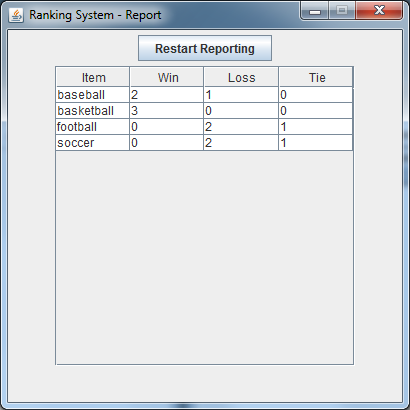 Ranking System - Report
Restart Reporting
Item Win Loss Tie
baseball 2 1 0
basketball 3 0 0
football 0 2 1
soccer 0 2 1